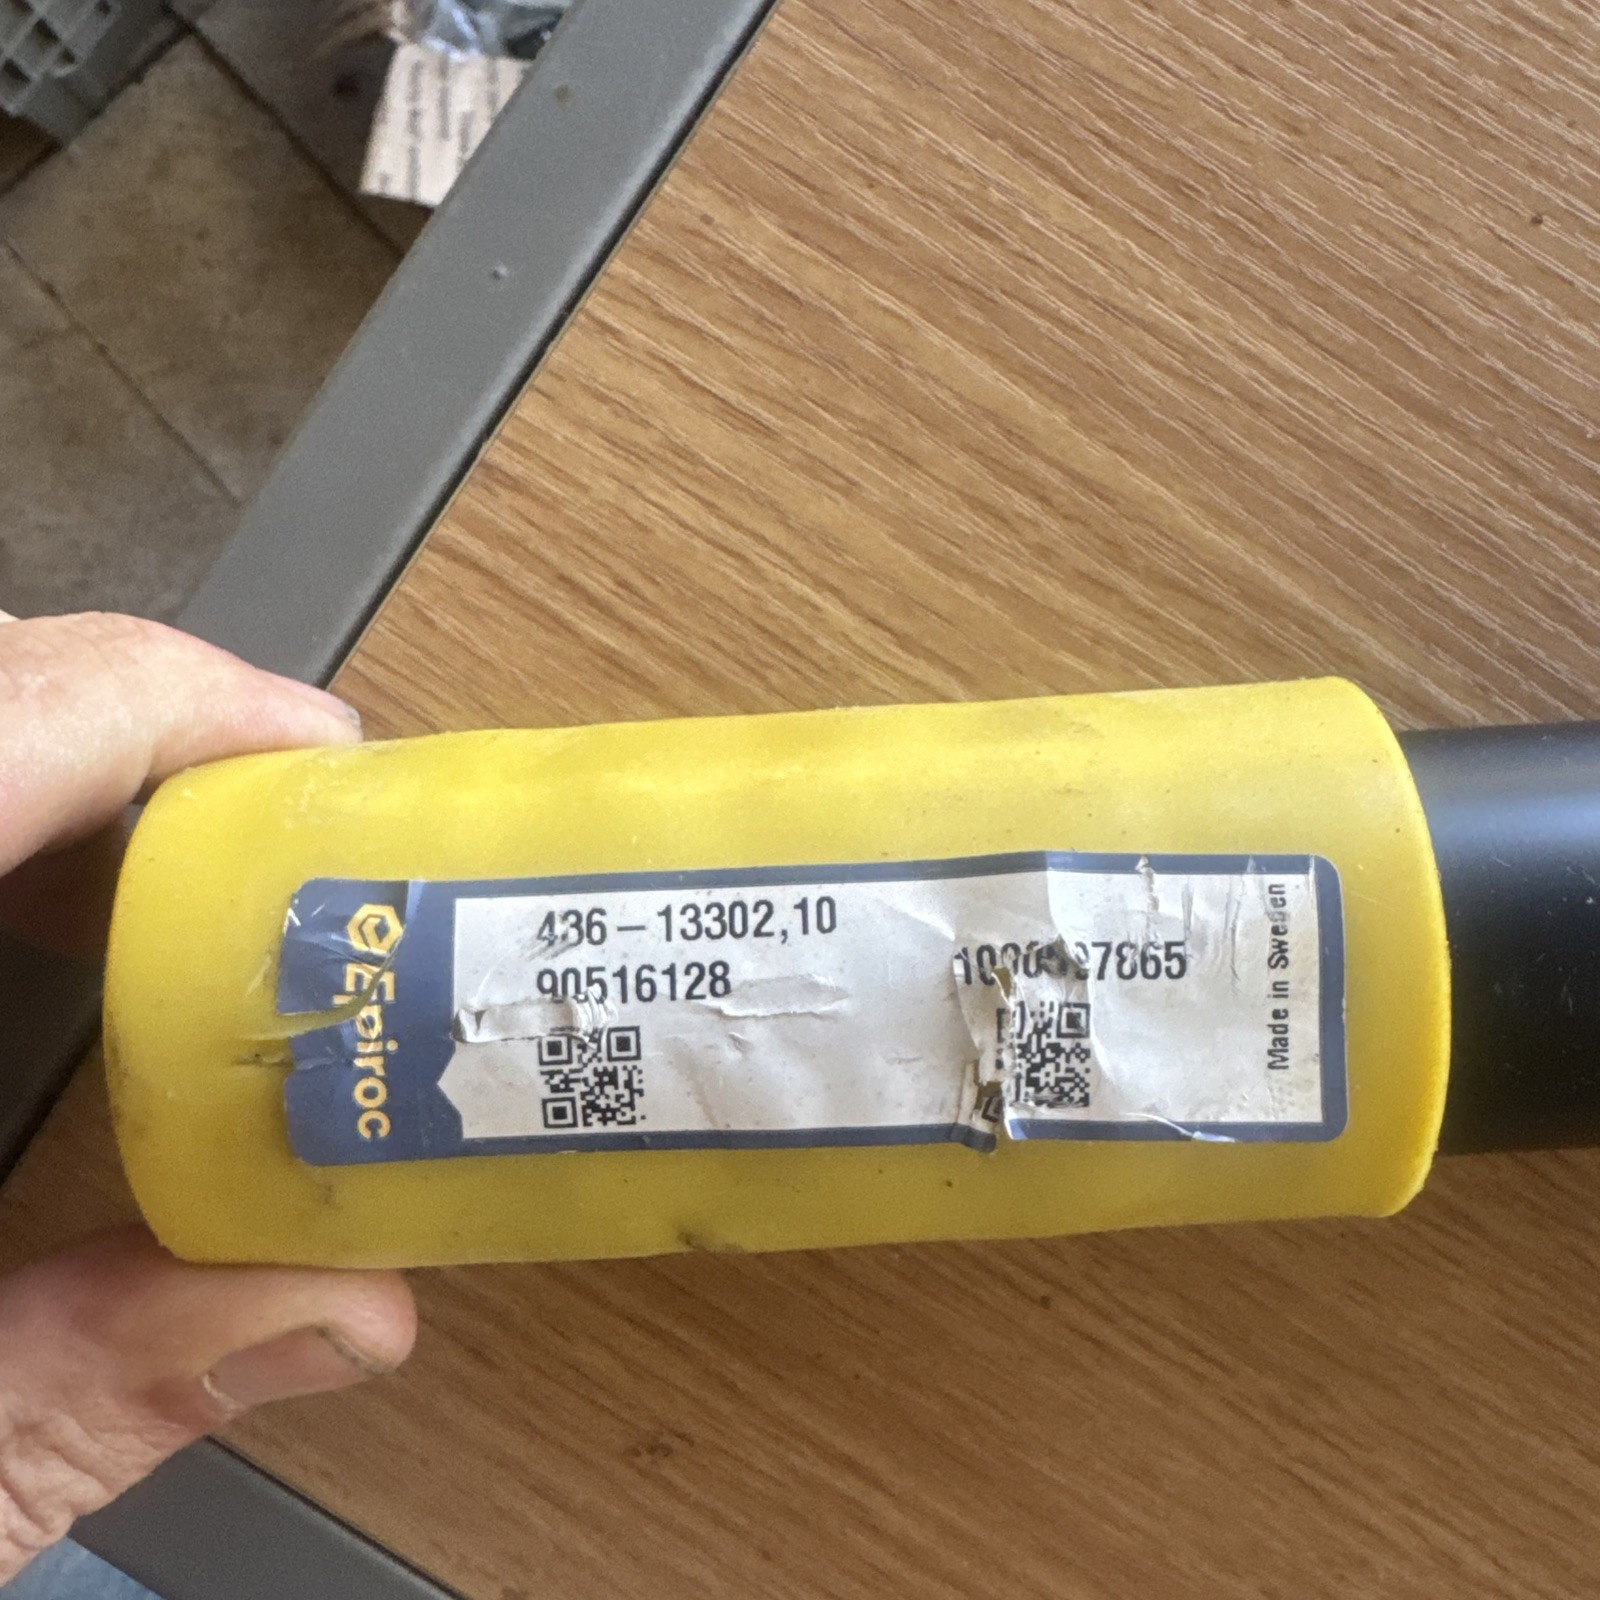 Epiroc
436-13302,10
90516128
Made in Sweden